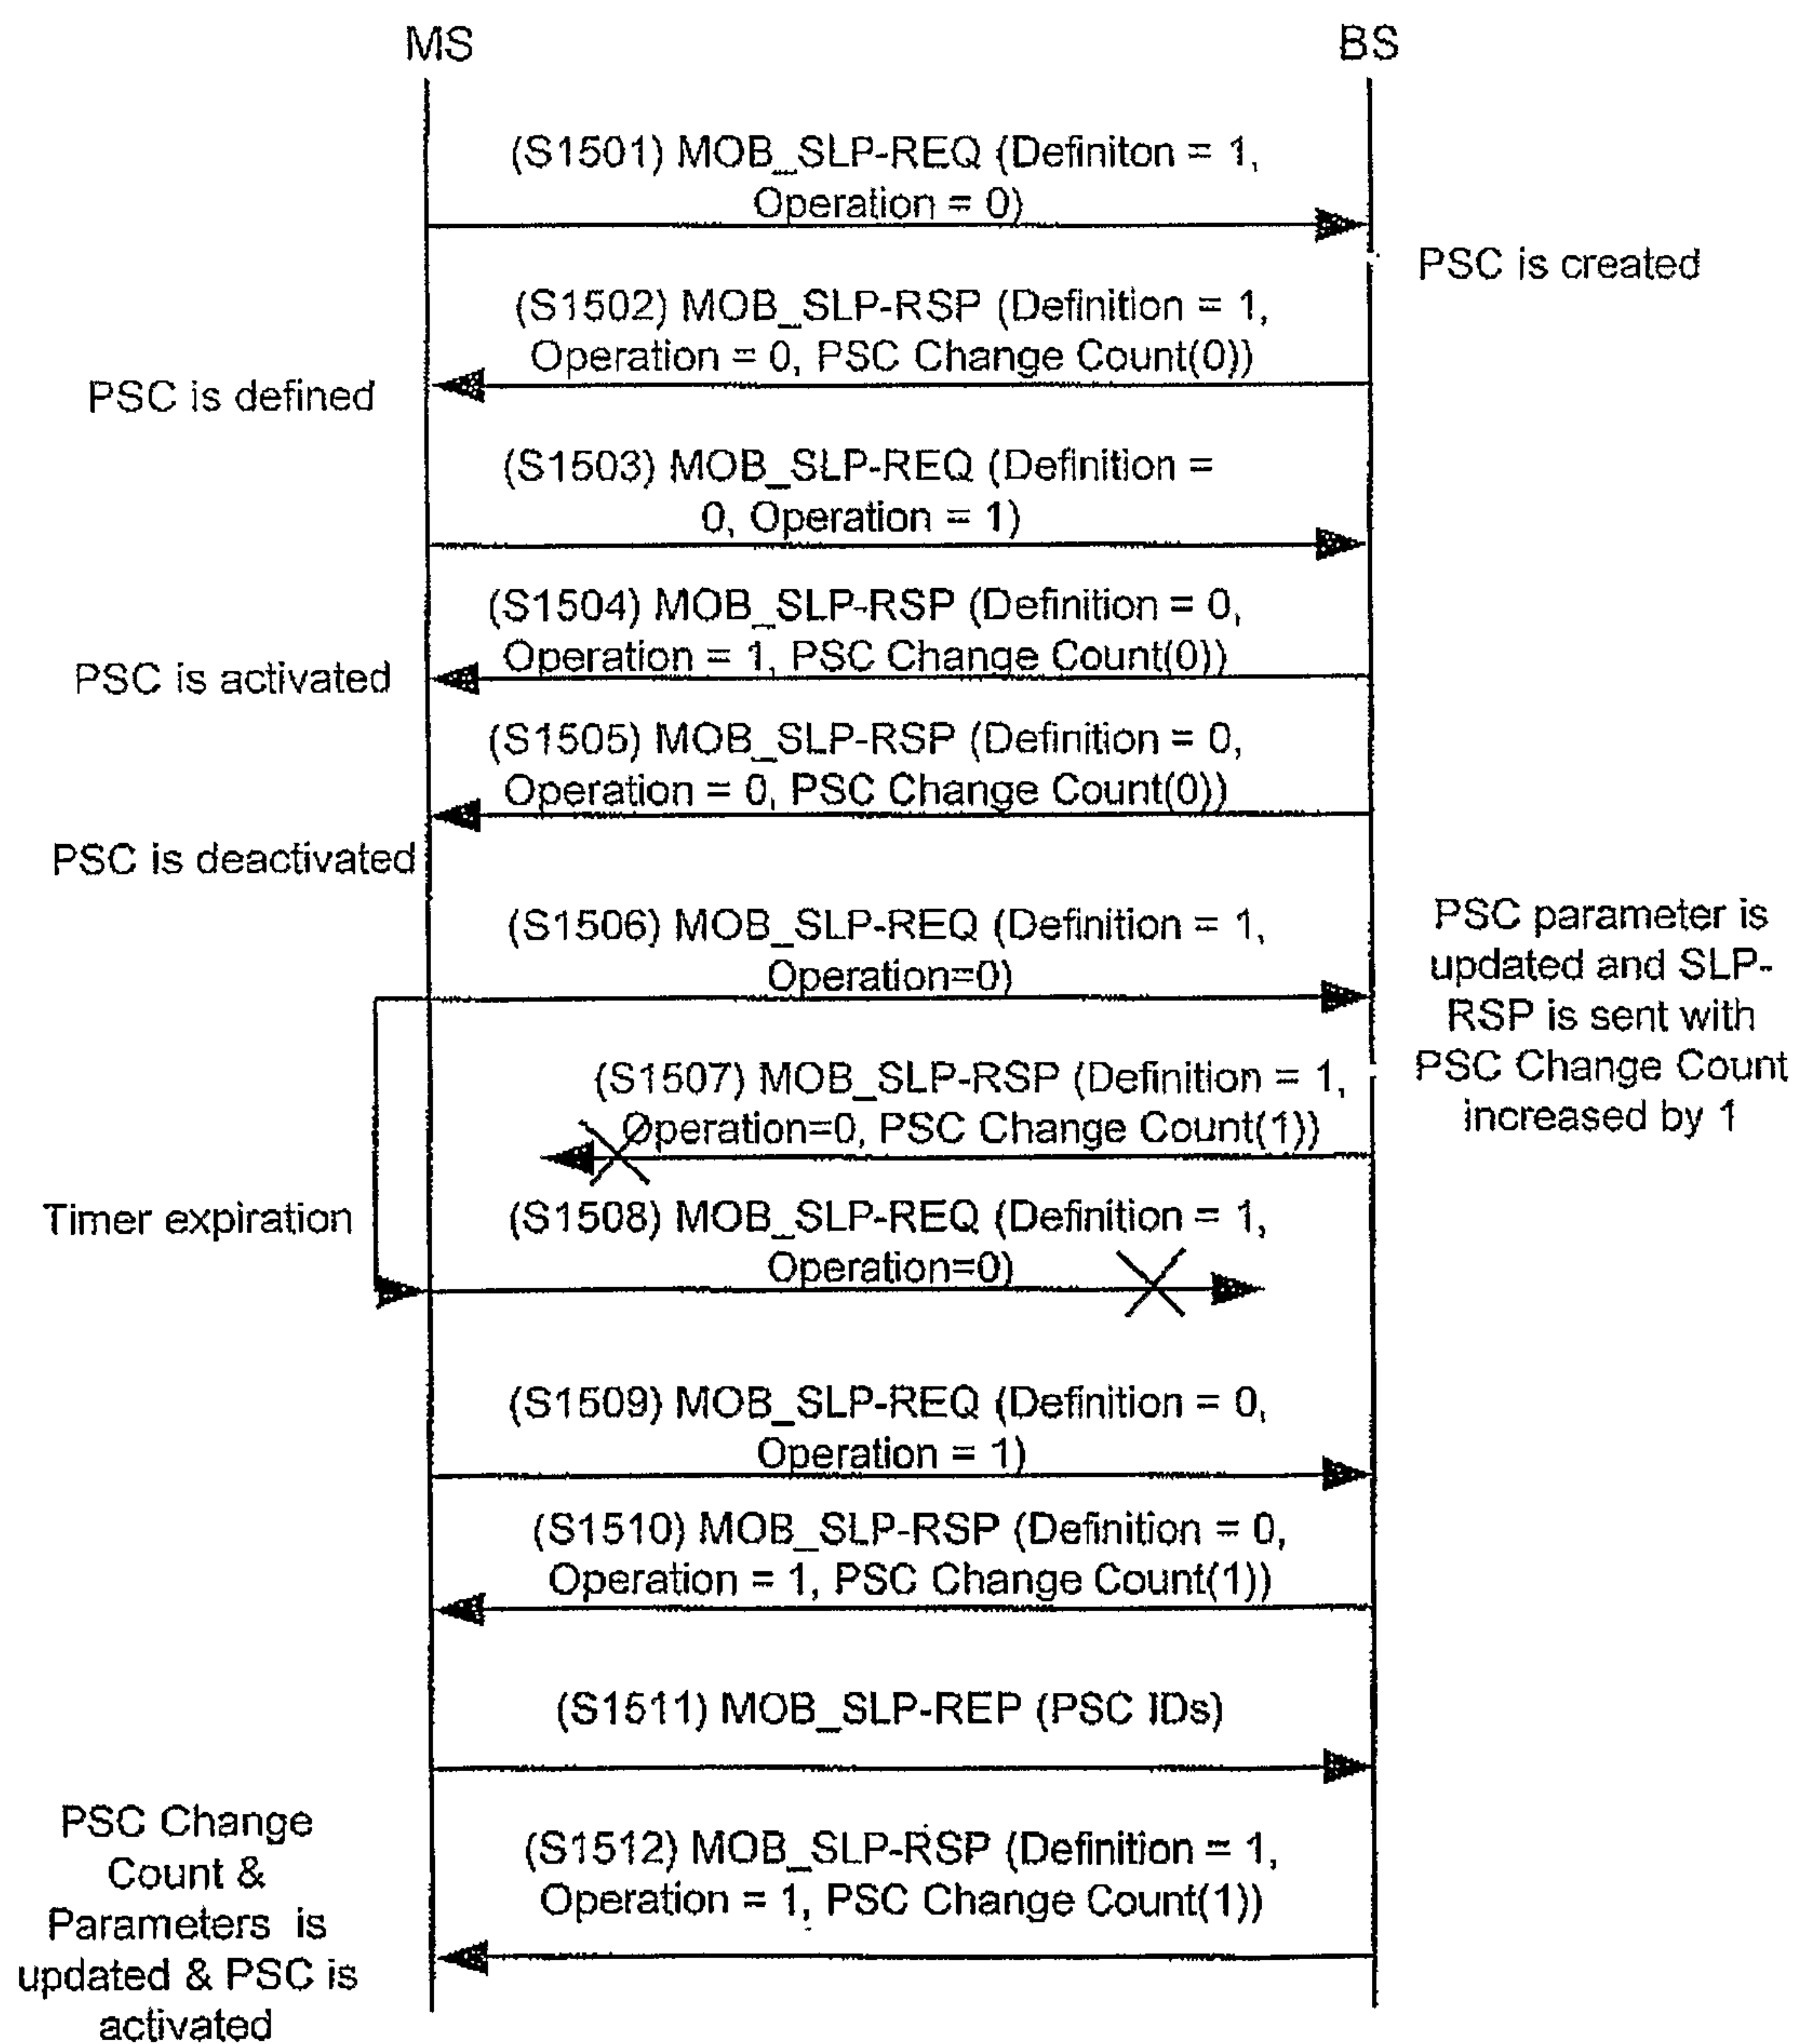 MS
BS
(S1501) MOB_SLP-REQ (Definiton = 1,
Operation = 0)
PSC is created
(S1502) MOB_SLP-RSP (Definition = 1,
Operation = 0, PSC Change Count(0))
PSC is defined
(S1503) MOB_SLP-REQ (Definition =
0, Operation = 1)
(S1504) MOB_SLP-RSP (Definition = 0,
Operation = 1, PSC Change Count(0))
PSC is activated
(S1505) MOB_SLP-RSP (Definition = 0,
Operation = 0, PSC Change Count(0))
PSC is deactivated
(S1506) MOB_SLP-REQ (Definition = 1,
Operation=0)
PSC parameter is
updated and SLP-
RSP is sent with
PSC Change Count
increased by 1
(S1507) MOB_SLP-RSP (Definition = 1,
Operation=0, PSC Change Count(1))
Timer expiration
(S1508) MOB_SLP-REQ (Definition = 1,
Operation=0)
(S1509) MOB_SLP-REQ (Definition = 0,
Operation = 1)
(S1510) MOB_SLP-RSP (Definition = 0,
Operation = 1, PSC Change Count(1))
(S1511) MOB_SLP-REP (PSC IDs)
PSC Change
Count &
Parameters is
updated & PSC is
activated
(S1512) MOB_SLP-RSP (Definition = 1,
Operation = 1, PSC Change Count(1))